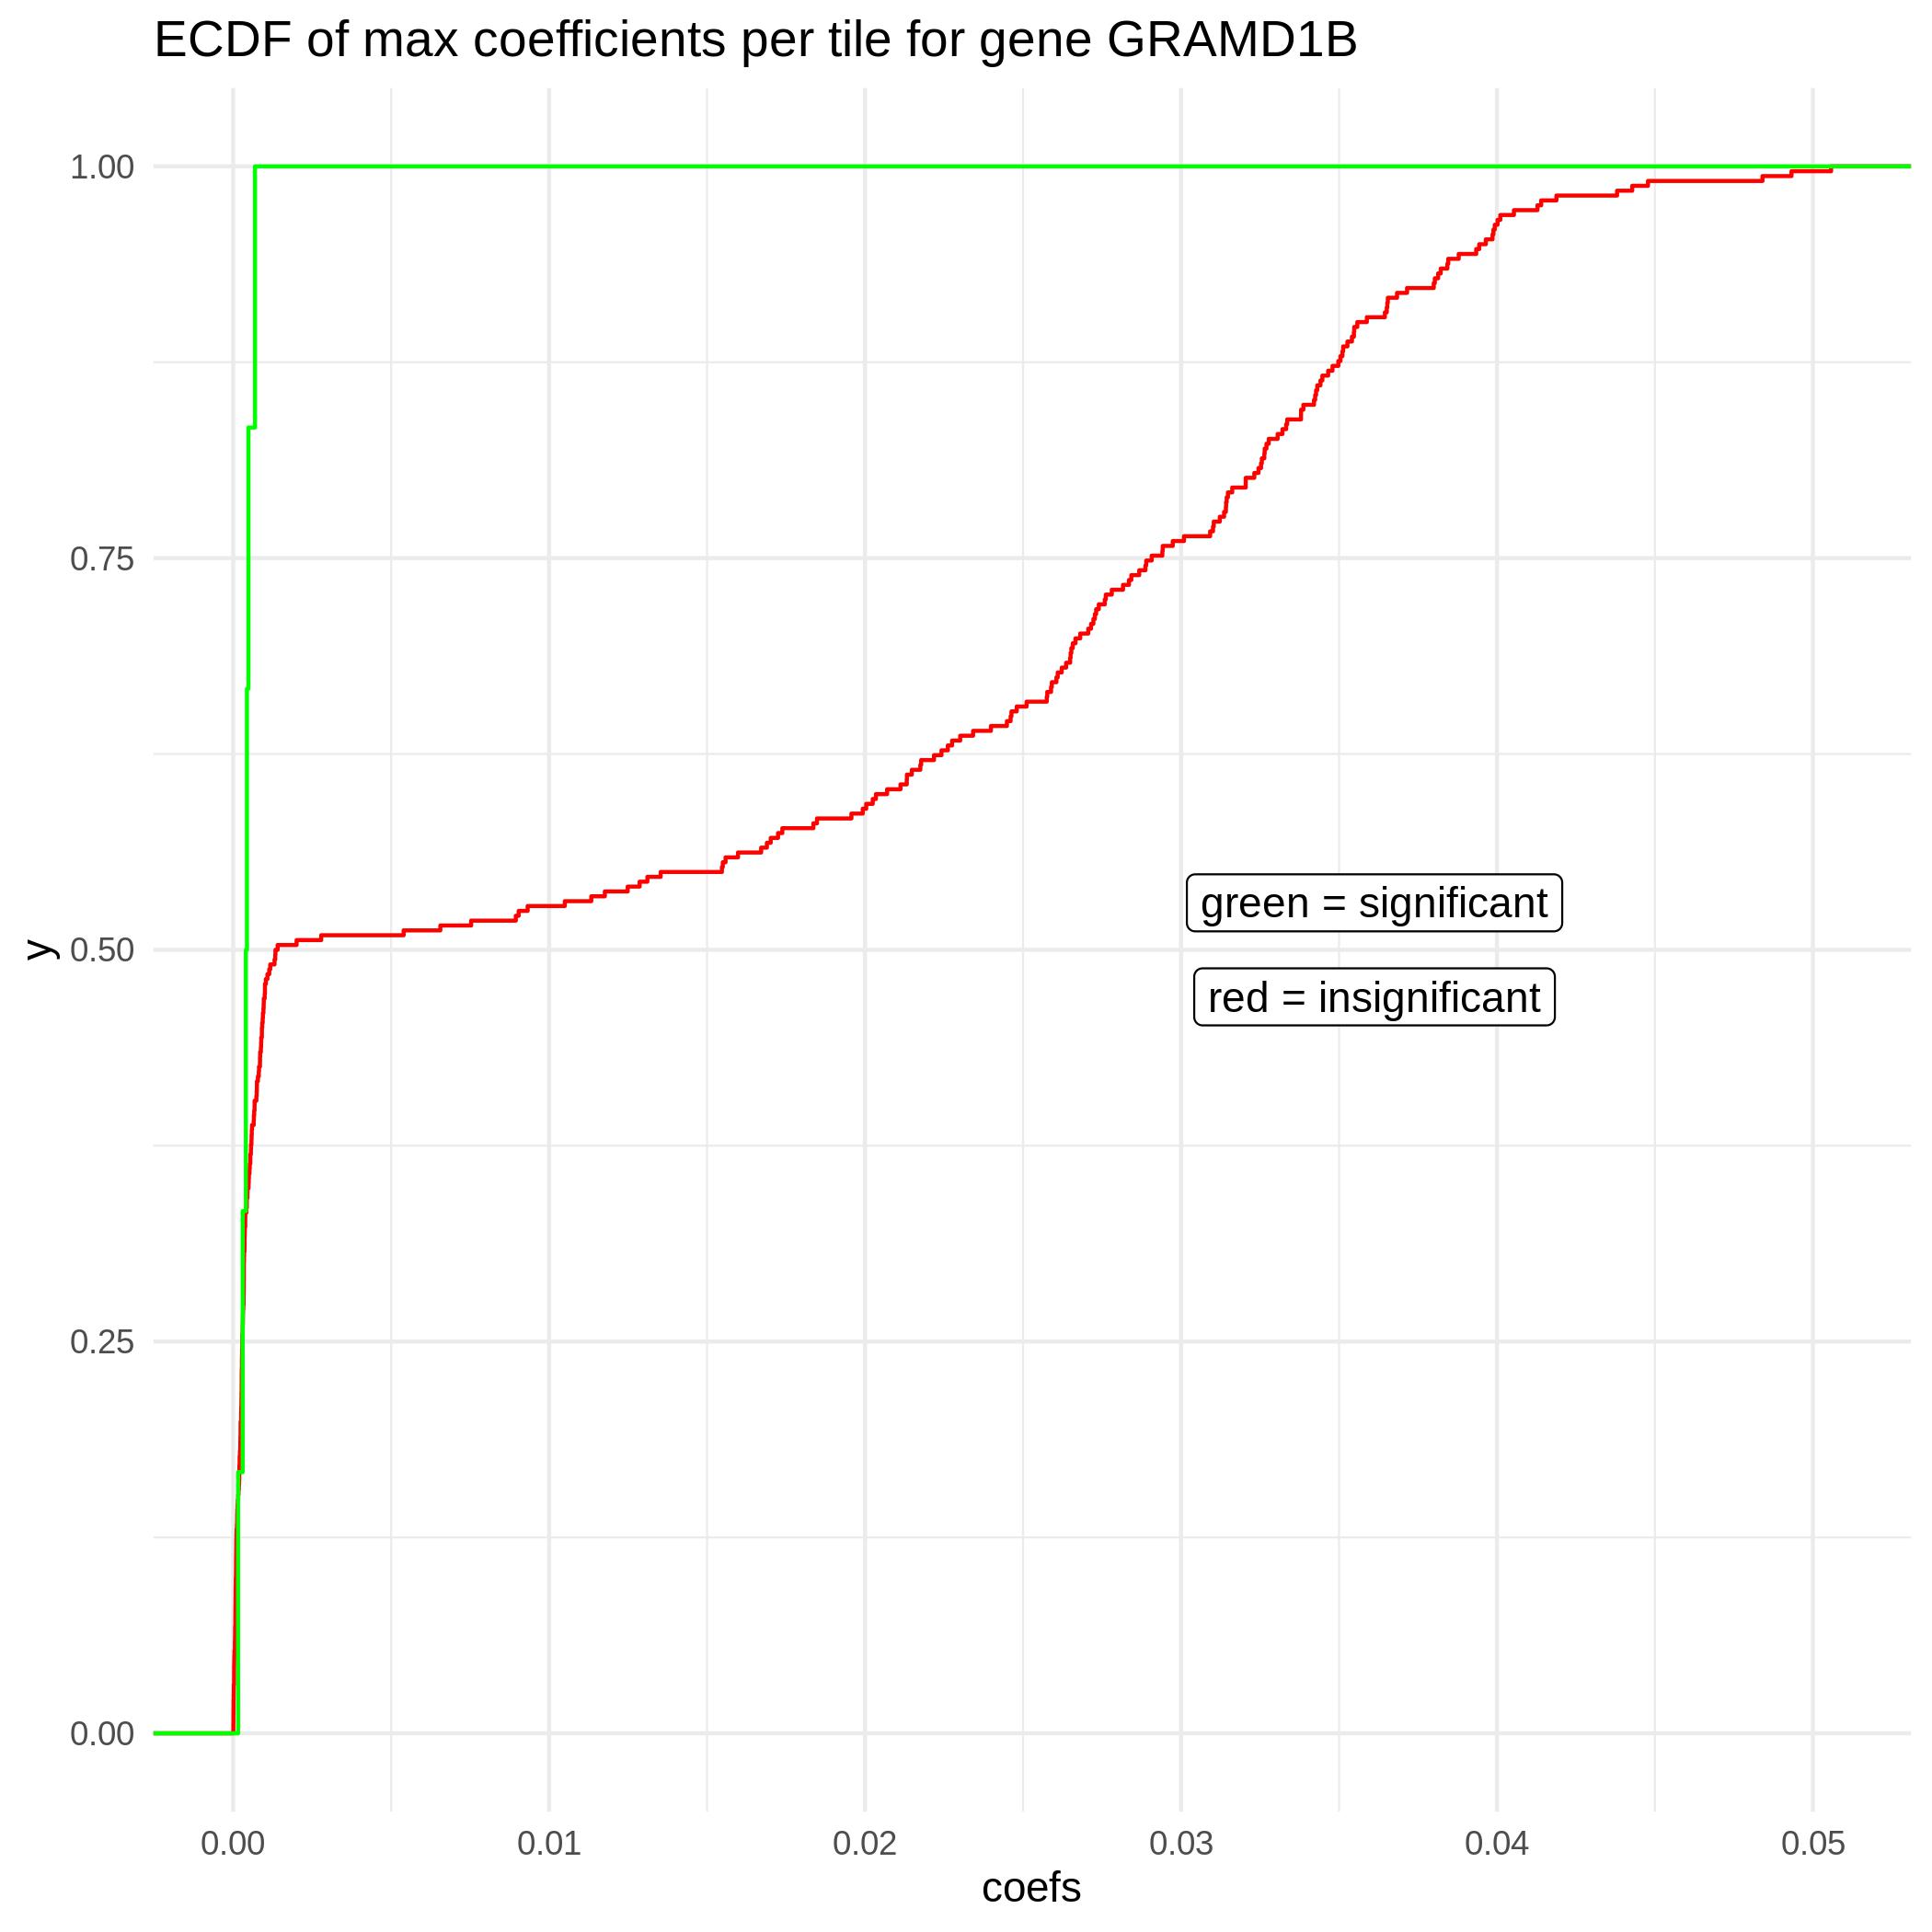 ECDF of max coefficients per tile for gene GRAMD1B
1.00
0.75
0.50
0.25
0.00
y
green = significant
red = insignificant
0.00 0.01 0.02 0.03 0.04 0.05
coefs